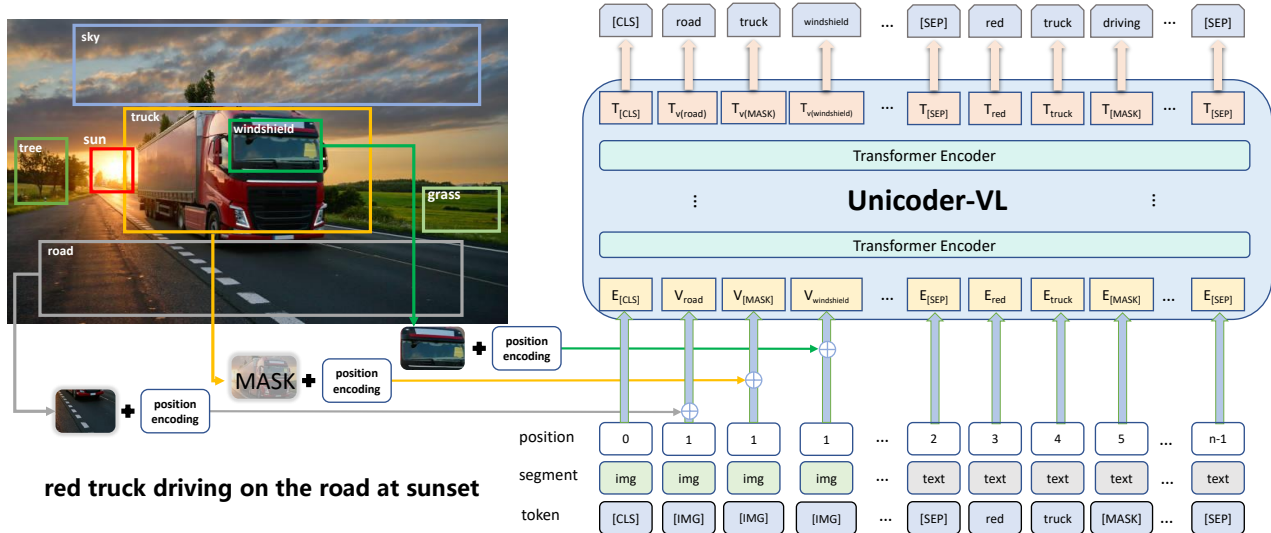 sky
truck
windshield
sun
tree
grass
road
MASK
position encoding
position encoding
position encoding
red truck driving on the road at sunset
[CLS] road truck windshield ... [SEP] red truck driving ... [SEP]
T[CLS] Tv(road) Tv(MASK) Tv(windshield) ... T[SEP] Tred Ttruck T[MASK] ... T[SEP]
Transformer Encoder
... Unicoder-VL ...
Transformer Encoder
E[CLS] Vroad V[MASK] Vwindshield ... E[SEP] Ered Etruck E[MASK] ... E[SEP]
position 0 1 1 1 ... 2 3 4 5 ... n-1
segment img img img img ... text text text text ... text
token [CLS] [IMG] [IMG] [IMG] ... [SEP] red truck [MASK] ... [SEP]